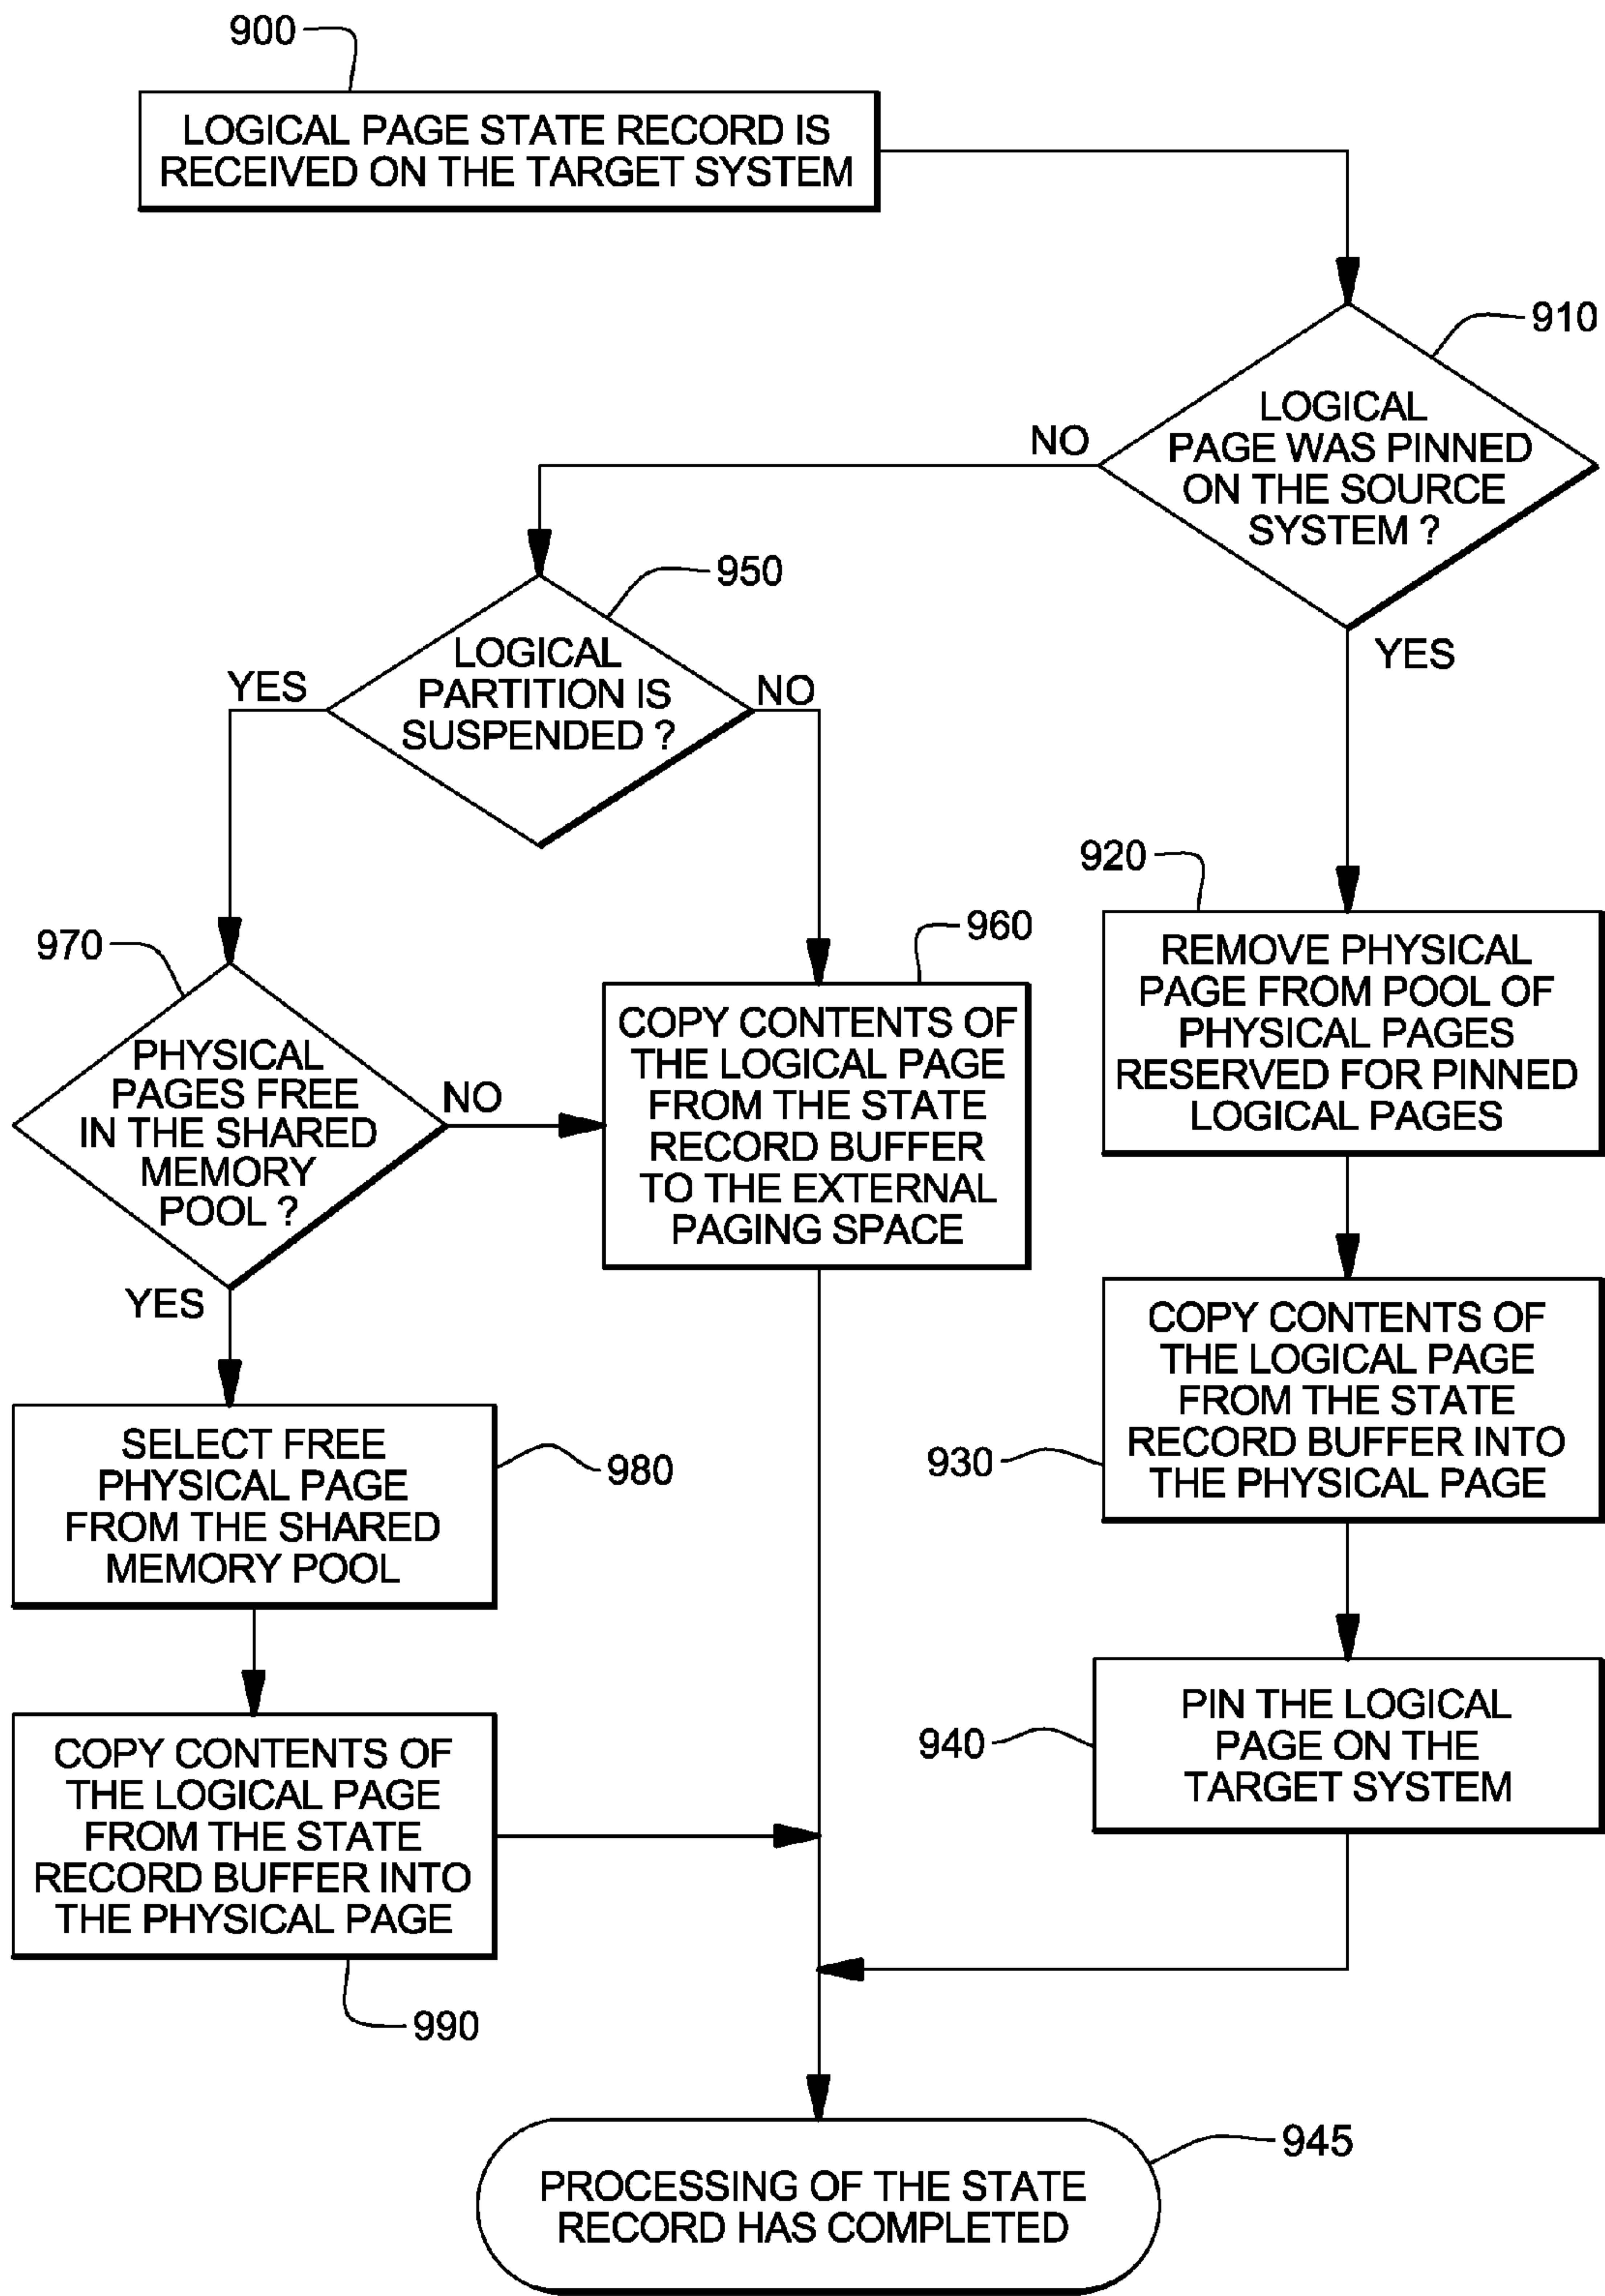 900
LOGICAL PAGE STATE RECORD IS
RECEIVED ON THE TARGET SYSTEM
910
LOGICAL
PAGE WAS PINNED
ON THE SOURCE
SYSTEM ?
NO
YES
950
LOGICAL
PARTITION IS
SUSPENDED ?
YES
NO
920
REMOVE PHYSICAL
PAGE FROM POOL OF
PHYSICAL PAGES
RESERVED FOR PINNED
LOGICAL PAGES
970
PHYSICAL
PAGES FREE
IN THE SHARED
MEMORY
POOL ?
NO
YES
960
COPY CONTENTS OF
THE LOGICAL PAGE
FROM THE STATE
RECORD BUFFER
TO THE EXTERNAL
PAGING SPACE
930
COPY CONTENTS OF
THE LOGICAL PAGE
FROM THE STATE
RECORD BUFFER INTO
THE PHYSICAL PAGE
980
SELECT FREE
PHYSICAL PAGE
FROM THE SHARED
MEMORY POOL
940
PIN THE LOGICAL
PAGE ON THE
TARGET SYSTEM
COPY CONTENTS OF
THE LOGICAL PAGE
FROM THE STATE
RECORD BUFFER INTO
THE PHYSICAL PAGE
990
945
PROCESSING OF THE STATE
RECORD HAS COMPLETED